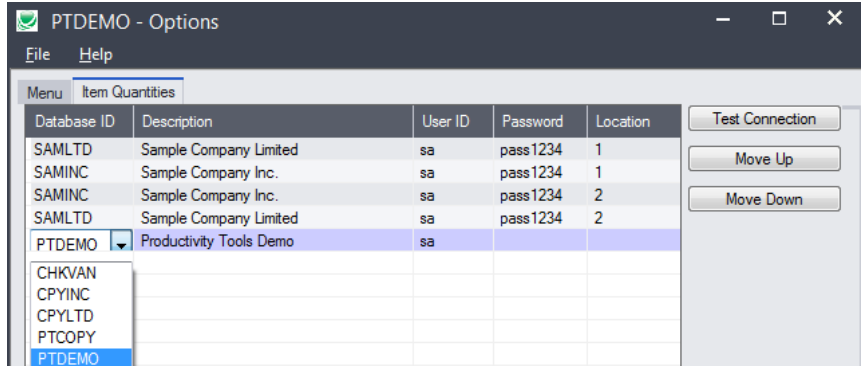 PTDEMO - Options
File Help
Menu Item Quantities
Database ID Description User ID Password Location Test Connection
SAMLTD Sample Company Limited sa pass1234 1
SAMINC Sample Company Inc. sa pass1234 1 Move Up
SAMINC Sample Company Inc. sa pass1234 2 Move Down
SAMLTD Sample Company Limited sa pass1234 2
PTDEMO Productivity Tools Demo sa
CHKVAN
CPYINC
CPYLTD
PTCOPY
PTDEMO